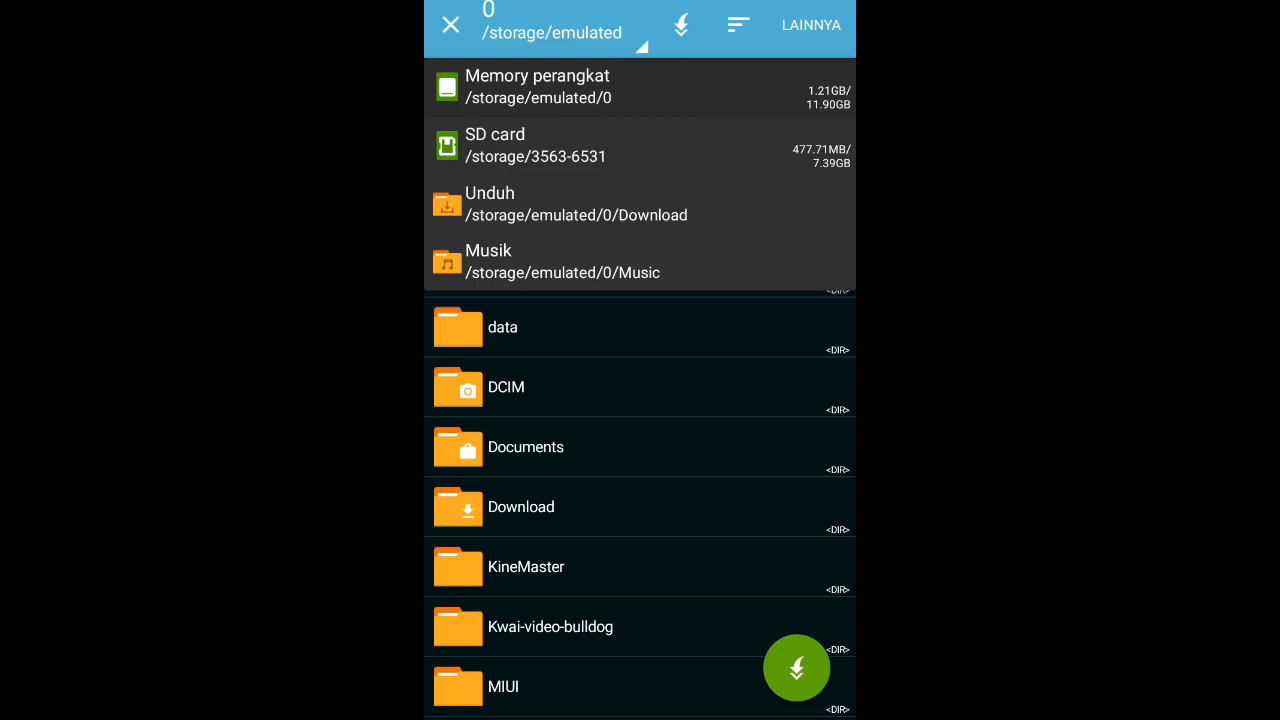 0
/storage/emulated
LAINNYA
Memory perangkat
/storage/emulated/0
1.21GB/
11.90GB
SD card
/storage/3563-6531
477.71MB/
7.39GB
Unduh
/storage/emulated/0/Download
Musik
/storage/emulated/0/Music
<DIR>
data
<DIR>
DCIM
<DIR>
Documents
<DIR>
Download
<DIR>
KineMaster
<DIR>
Kwai-video-bulldog
<DIR>
MIUI
<DIR>